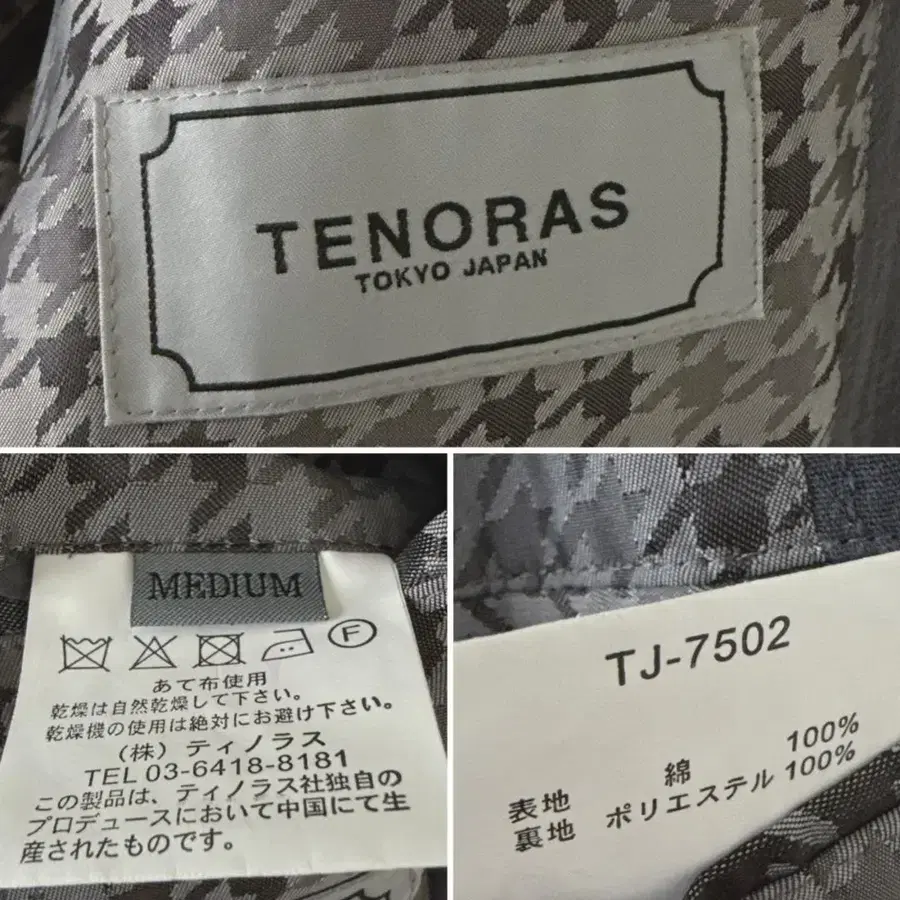 TENORAS
TOKYO JAPAN
MEDIUM
F
あて布使用
乾燥は自然乾燥して下さい。
乾燥機の使用は絶対にお避け下さい。
（株）ティノラス
TEL 03-6418-8181
この製品は、ティノラス社独自の
プロデュースにおいて中国にて生
産されたものです。
TJ-7502
表地 綿 100%
裏地 ポリエステル 100%